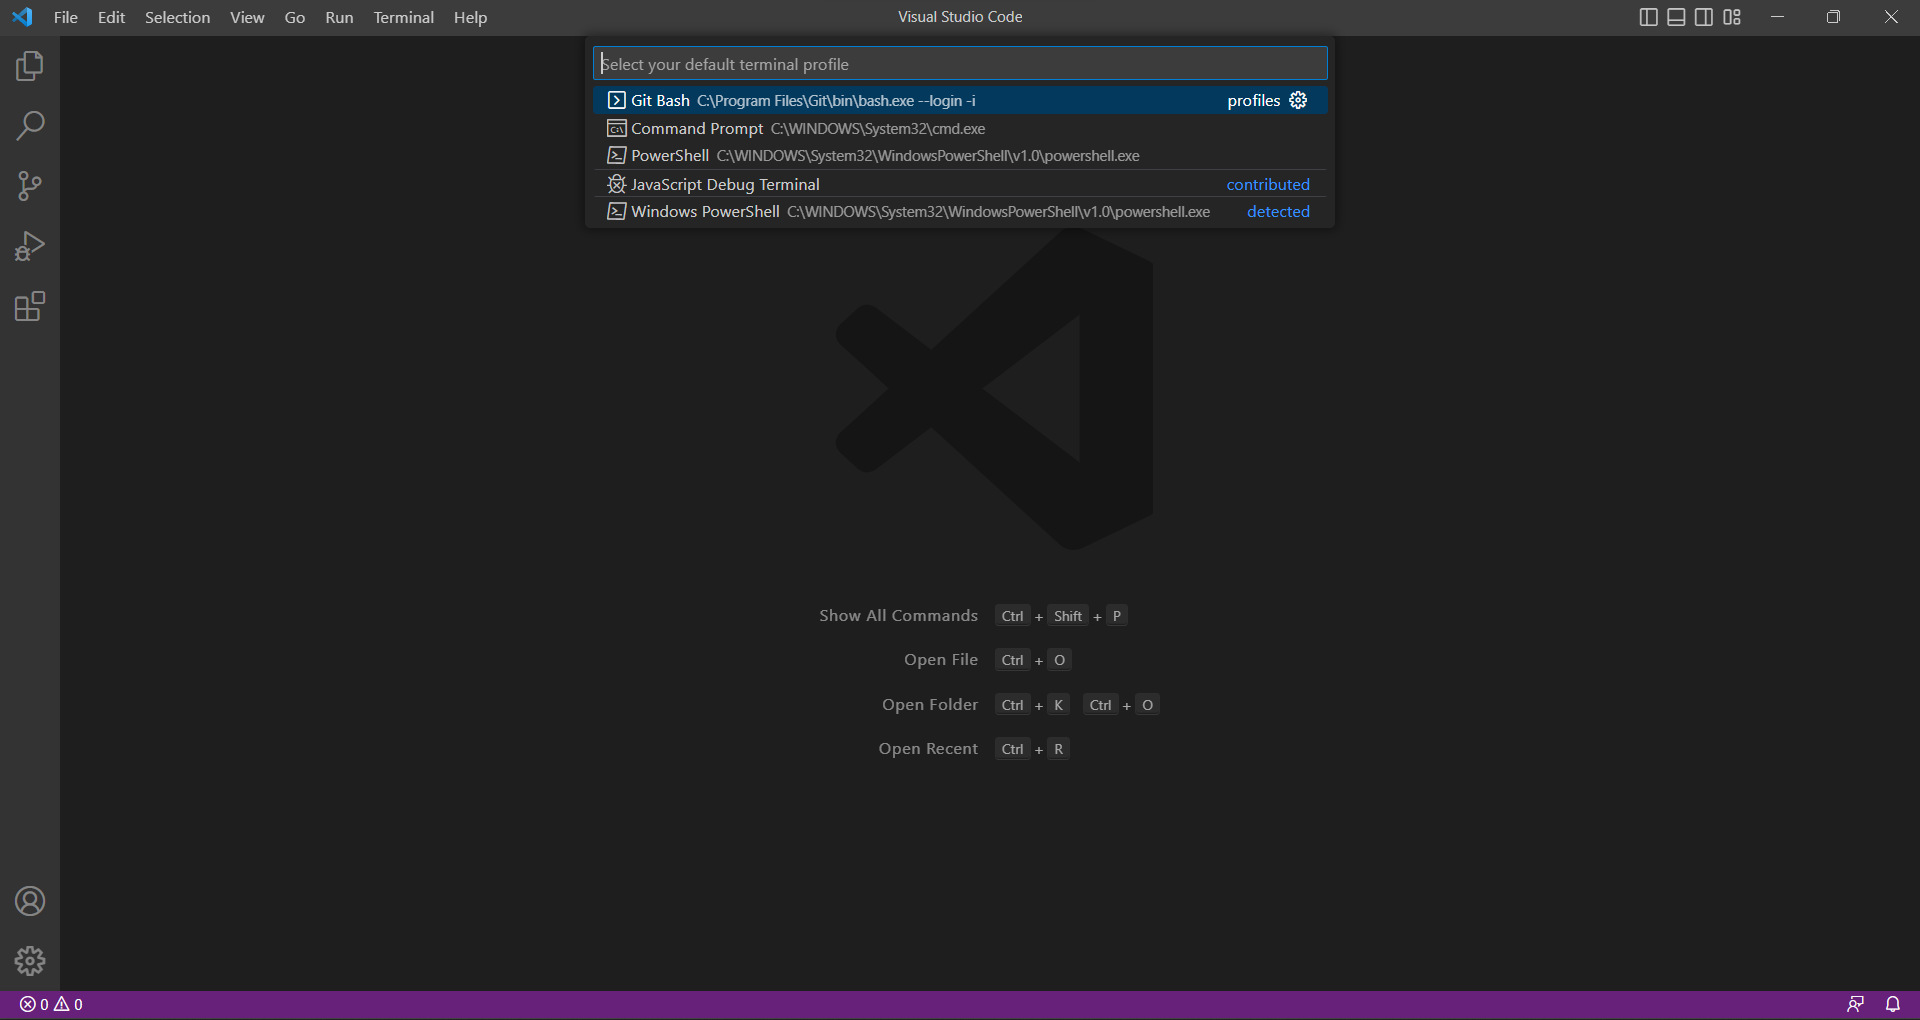 File Edit Selection View Go Run Terminal Help Visual Studio Code
Select your default terminal profile
Git Bash C:\Program Files\Git\bin\bash.exe --login -i profiles
Command Prompt C:\WINDOWS\System32\cmd.exe
PowerShell C:\WINDOWS\System32\WindowsPowerShell\v1.0\powershell.exe
JavaScript Debug Terminal contributed
Windows PowerShell C:\WINDOWS\System32\WindowsPowerShell\v1.0\powershell.exe detected
Show All Commands Ctrl + Shift + P
Open File Ctrl + O
Open Folder Ctrl + K Ctrl + O
Open Recent Ctrl + R
0 0